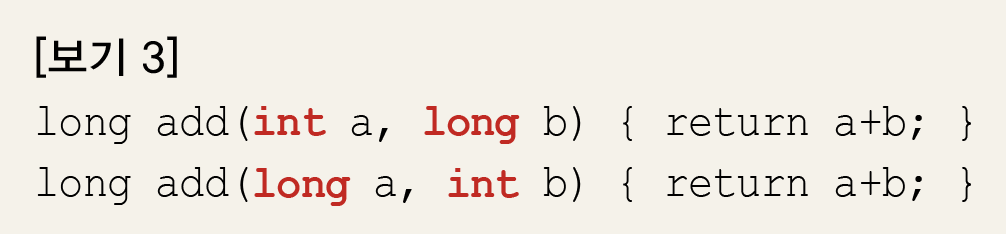 [보기 3]
long add(int a, long b) { return a+b; }
long add(long a, int b) { return a+b; }